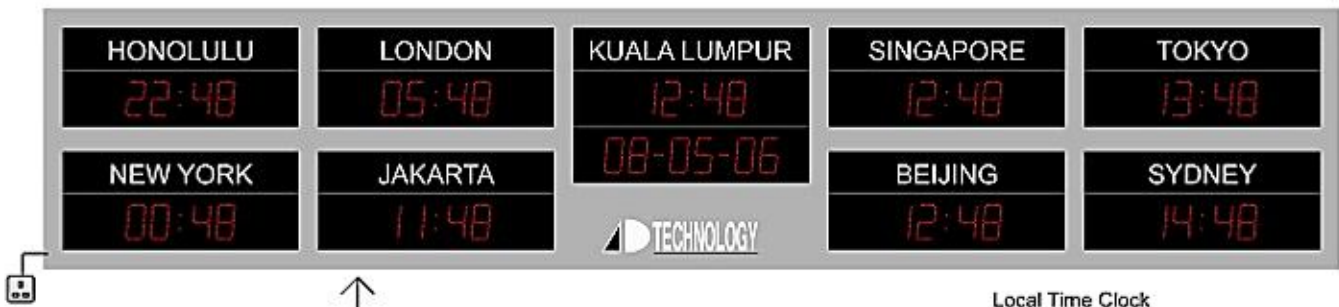 HONOLULU
22:48
LONDON
05:48
KUALA LUMPUR
12:48
08-05-06
SINGAPORE
12:48
TOKYO
13:48
NEW YORK
00:48
JAKARTA
11:48
AD TECHNOLOGY
BEIJING
12:48
SYDNEY
14:48
Local Time Clock